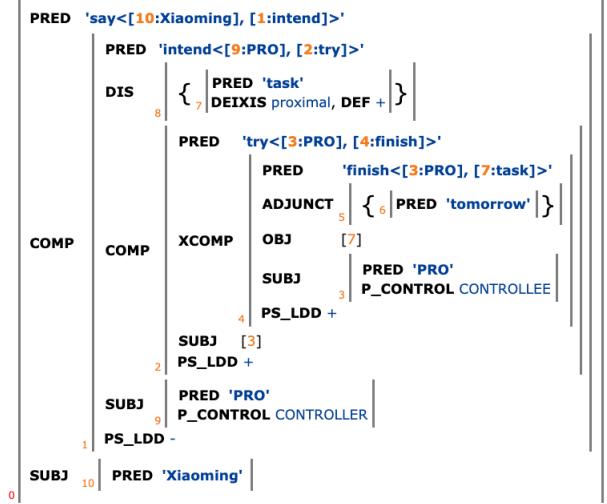 PRED 'say<[10:Xiaoming], [1:intend]>'
PRED 'intend<[9:PRO], [2:try]>'
DIS 8 { 7 PRED 'task'
DEIXIS proximal, DEF + }
PRED 'try<[3:PRO], [4:finish]>'
PRED 'finish<[3:PRO], [7:task]>'
ADJUNCT 5 { 6 PRED 'tomorrow' }
COMP COMP XCOMP OBJ [7]
SUBJ 3 PRED 'PRO'
P_CONTROL CONTROLLEE
4 PS_LDD +
SUBJ [3]
2 PS_LDD +
SUBJ 9 PRED 'PRO'
P_CONTROL CONTROLLER
1 PS_LDD -
0 SUBJ 10 PRED 'Xiaoming'